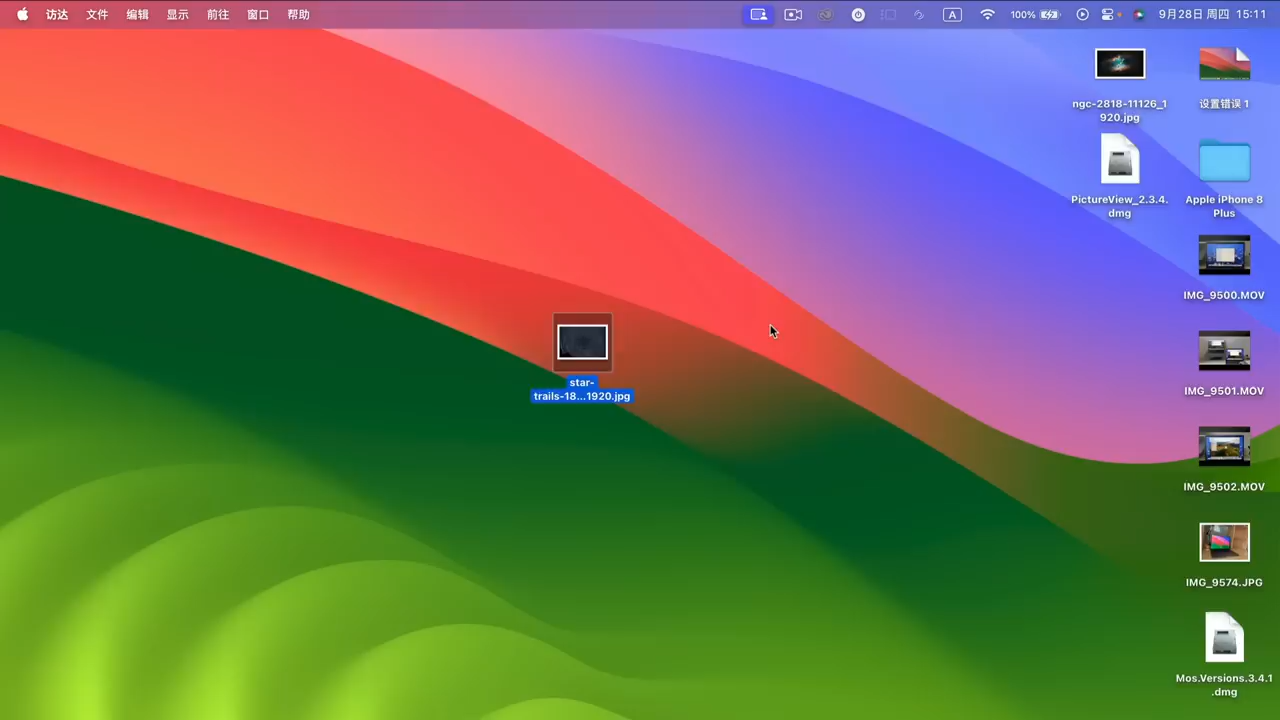 访达 文件 编辑 显示 前往 窗口 帮助 A 100% 9月28日 周四 15:11
ngc-2818-11126_1
920.jpg
设置错误 1
PictureView_2.3.4.
dmg
Apple iPhone 8
Plus
IMG_9500.MOV
star-
trails-18...1920.jpg
IMG_9501.MOV
IMG_9502.MOV
IMG_9574.JPG
Mos.Versions.3.4.1
.dmg